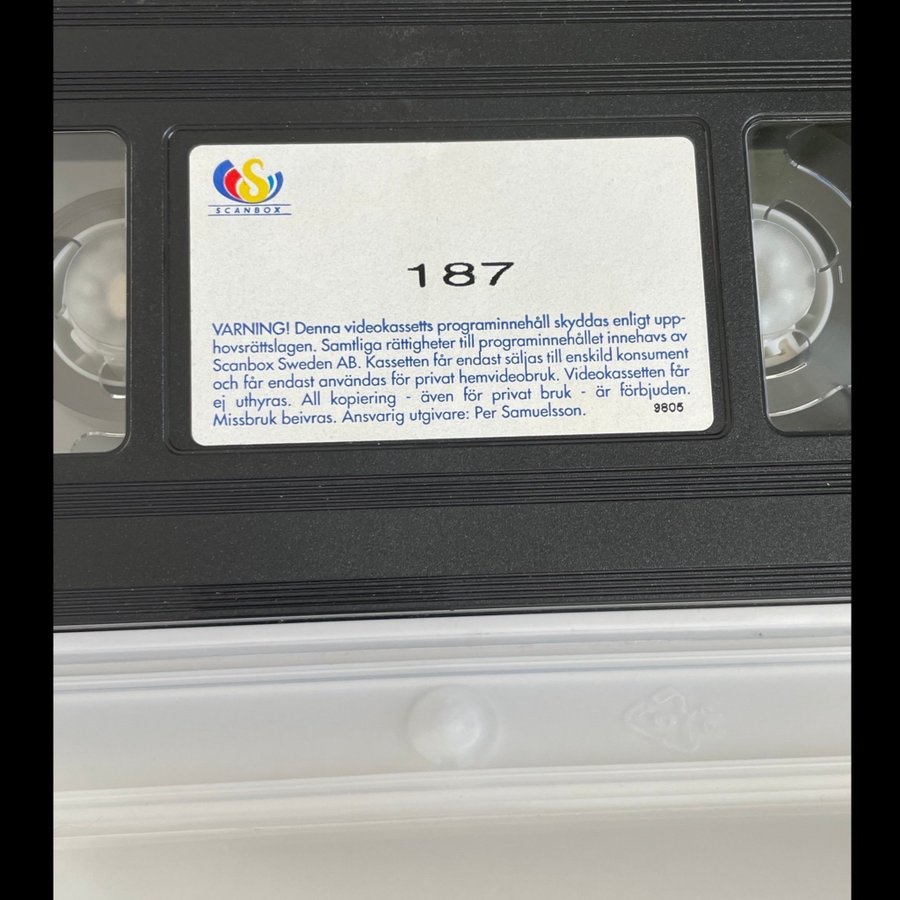 SCANBOX
187
VARNING! Denna videokassetts programinnehåll skyddas enligt upp-
hovsrättslagen. Samtliga rättigheter till programinnehållet innehavs av
Scanbox Sweden AB. Kassetten får endast säljas till enskild konsument
och får endast användas för privat hemvideobruk. Videokassetten får
ej uthyras. All kopiering - även för privat bruk - är förbjuden.
Missbruk beivras. Ansvarig utgivare: Per Samuelsson.
9805